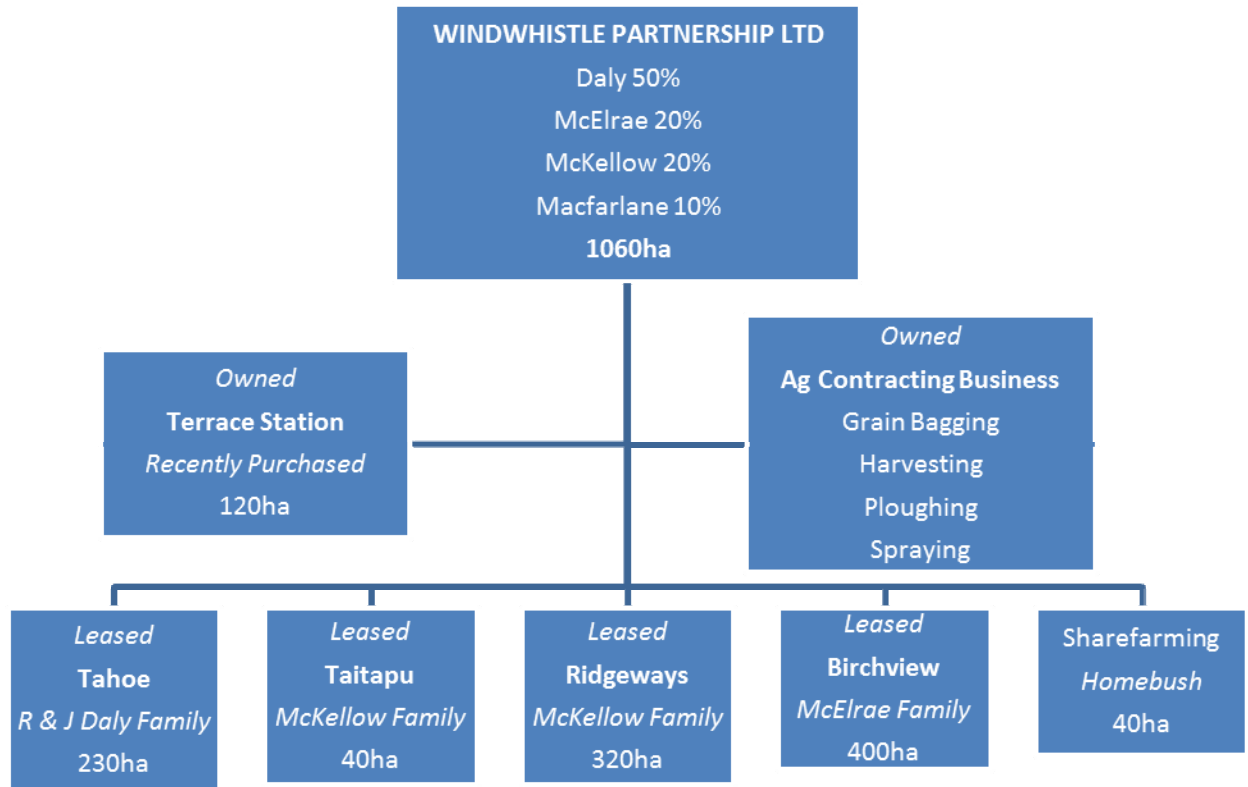 WINDWHISTLE PARTNERSHIP LTD
Daly 50%
McElrae 20%
McKellow 20%
Macfarlane 10%
1060ha
Owned
Terrace Station
Recently Purchased
120ha
Owned
Ag Contracting Business
Grain Bagging
Harvesting
Ploughing
Spraying
Leased
Tahoe
R & J Daly Family
230ha
Leased
Taitapu
McKellow Family
40ha
Leased
Ridgeways
McKellow Family
320ha
Leased
Birchview
McElrae Family
400ha
Sharefarming
Homebush
40ha